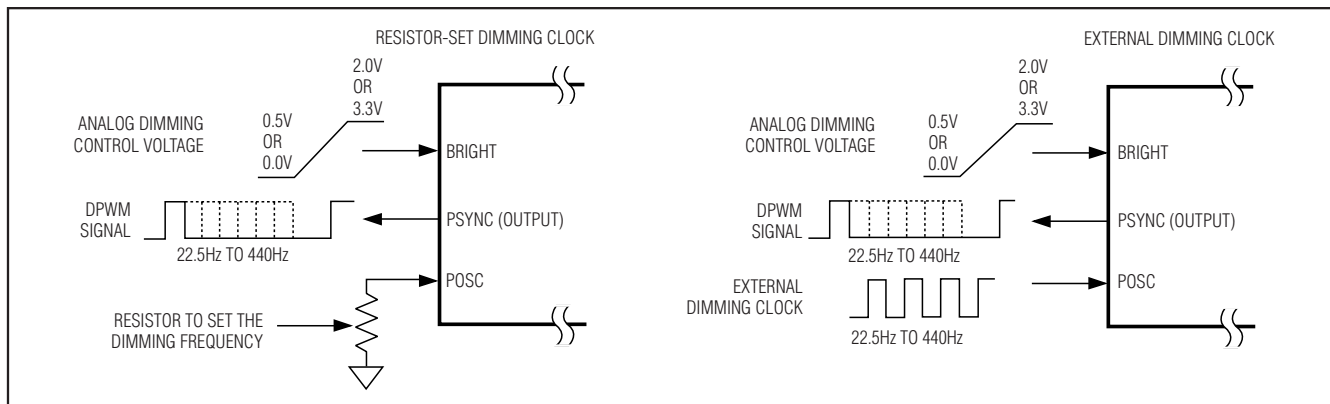 RESISTOR-SET DIMMING CLOCK
2.0V
OR
3.3V
0.5V
OR
0.0V
ANALOG DIMMING
CONTROL VOLTAGE
BRIGHT
DPWM
SIGNAL
PSYNC (OUTPUT)
22.5Hz TO 440Hz
POSC
RESISTOR TO SET THE
DIMMING FREQUENCY
EXTERNAL DIMMING CLOCK
2.0V
OR
3.3V
0.5V
OR
0.0V
ANALOG DIMMING
CONTROL VOLTAGE
BRIGHT
DPWM
SIGNAL
PSYNC (OUTPUT)
22.5Hz TO 440Hz
EXTERNAL
DIMMING CLOCK
POSC
22.5Hz TO 440Hz